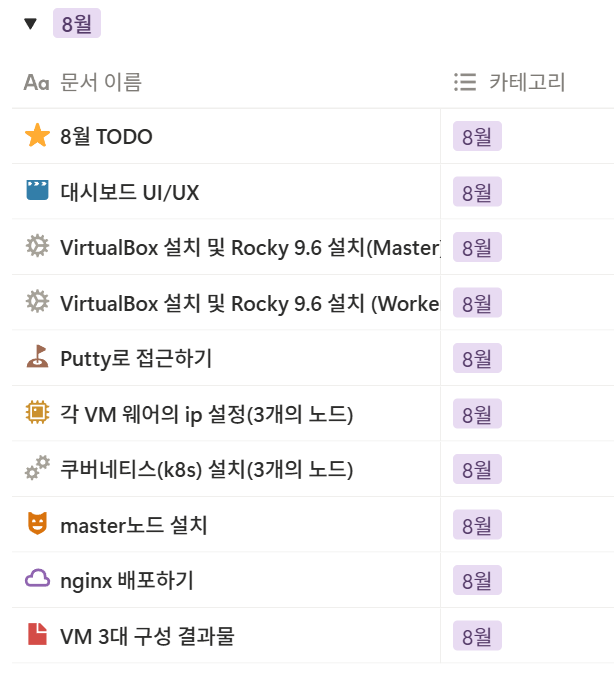 8월
Aa 문서 이름 카테고리
8월 TODO 8월
대시보드 UI/UX 8월
VirtualBox 설치 및 Rocky 9.6 설치(Master) 8월
VirtualBox 설치 및 Rocky 9.6 설치 (Worke 8월
Putty로 접근하기 8월
각 VM 웨어의 ip 설정(3개의 노드) 8월
쿠버네티스(k8s) 설치(3개의 노드) 8월
master노드 설치 8월
nginx 배포하기 8월
VM 3대 구성 결과물 8월